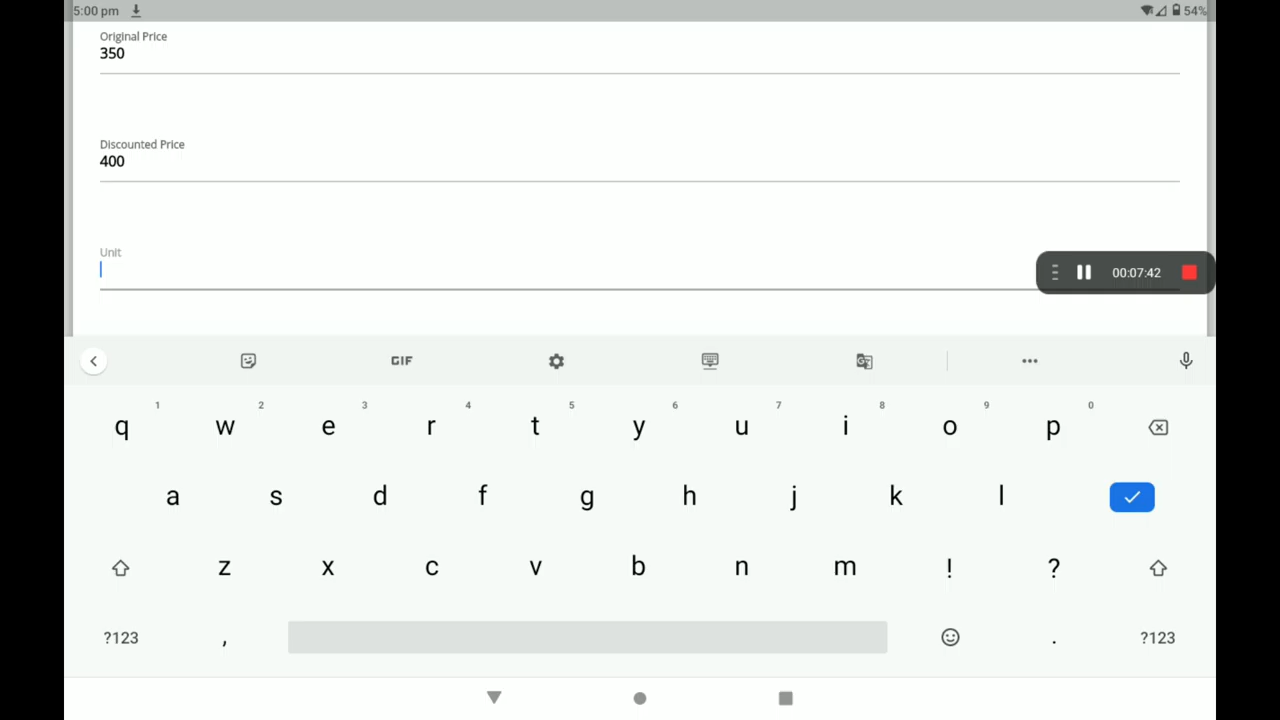 5:00 pm
54%
Original Price
350
Discounted Price
400
Unit
00:07:42
GIF
1 2 3 4 5 6 7 8 9 0
q w e r t y u i o p
a s d f g h j k l
z x c v b n m ! ?
?123 , . ?123